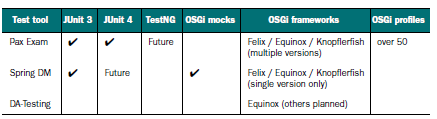 Test tool JUnit 3 JUnit 4 TestNG OSGi mocks OSGi frameworks OSGi profiles
Pax Exam ✔ ✔ Future Felix / Equinox / Knopflerfish over 50
(multiple versions)
Spring DM ✔ Future ✔ Felix / Equinox / Knopflerfish
(single version only)
DA-Testing Equinox (others planned)